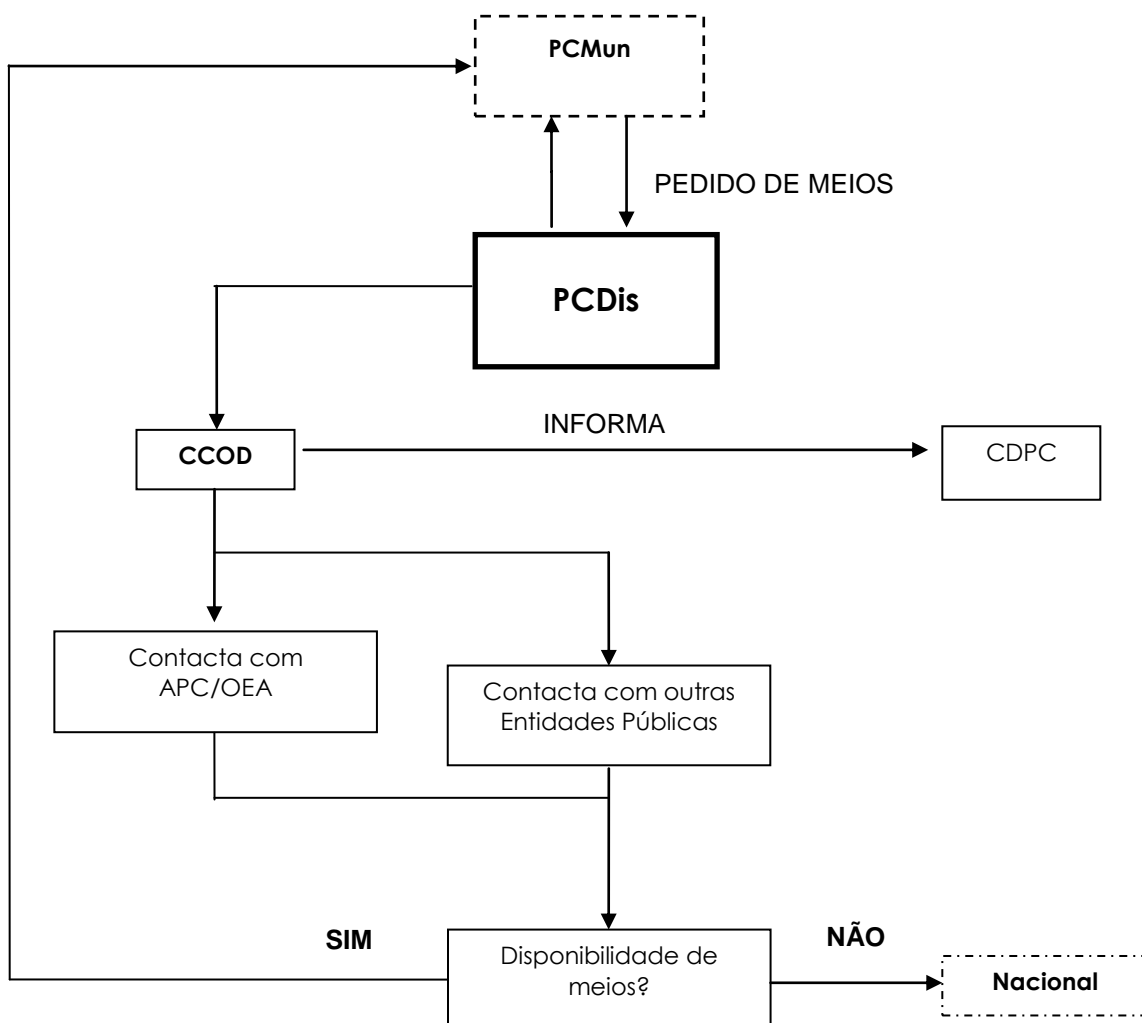 PCMun
PEDIDO DE MEIOS
PCDis
INFORMA
CCOD
CDPC
Contacta com
APC/OEA
Contacta com outras
Entidades Públicas
SIM
NÃO
Disponibilidade de
meios?
Nacional